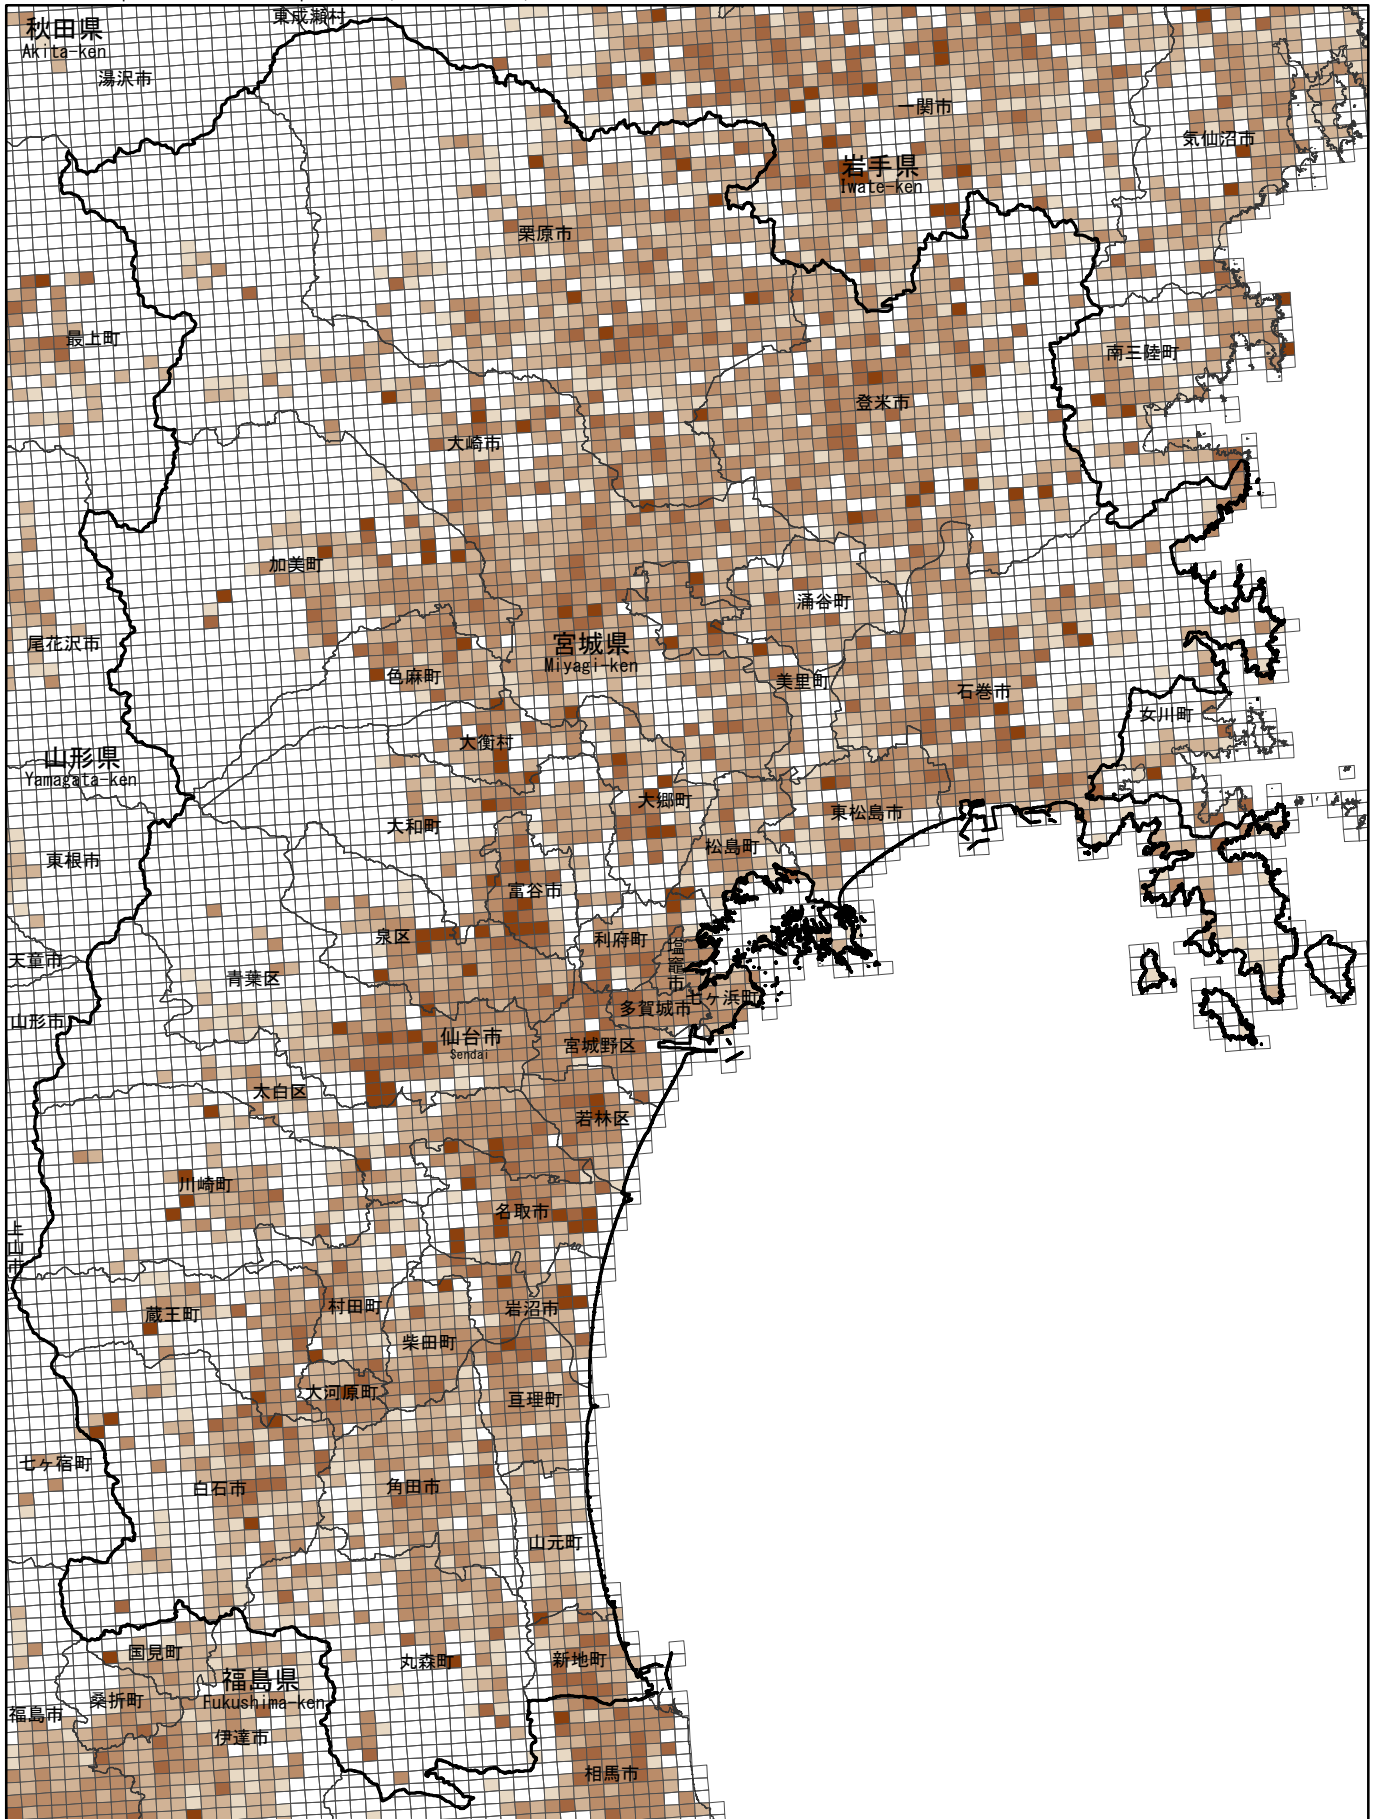 東成瀬村
秋田県
Akita-ken
湯沢市
一関市
気仙沼市
岩手県
Iwate-ken
栗原市
最上町
南三陸町
登米市
大崎市
加美町
涌谷町
尾花沢市
宮城県
Miyagi-ken
色麻町
美里町
石巻市
女川町
大衡村
山形県
Yamagata-ken
大郷町
東松島市
大和町
松島町
東根市
富谷市
泉区
利府町
塩竈市
天童市
青葉区
七ヶ浜町
多賀城市
山形市
仙台市
Sendai
宮城野区
太白区
若林区
川崎町
名取市
上山市
蔵王町
村田町
岩沼市
柴田町
大河原町
亘理町
七ヶ宿町
白石市
角田市
山元町
国見町
丸森町
新地町
福島県
Fukushima-ken
桑折町
福島市
伊達市
相馬市